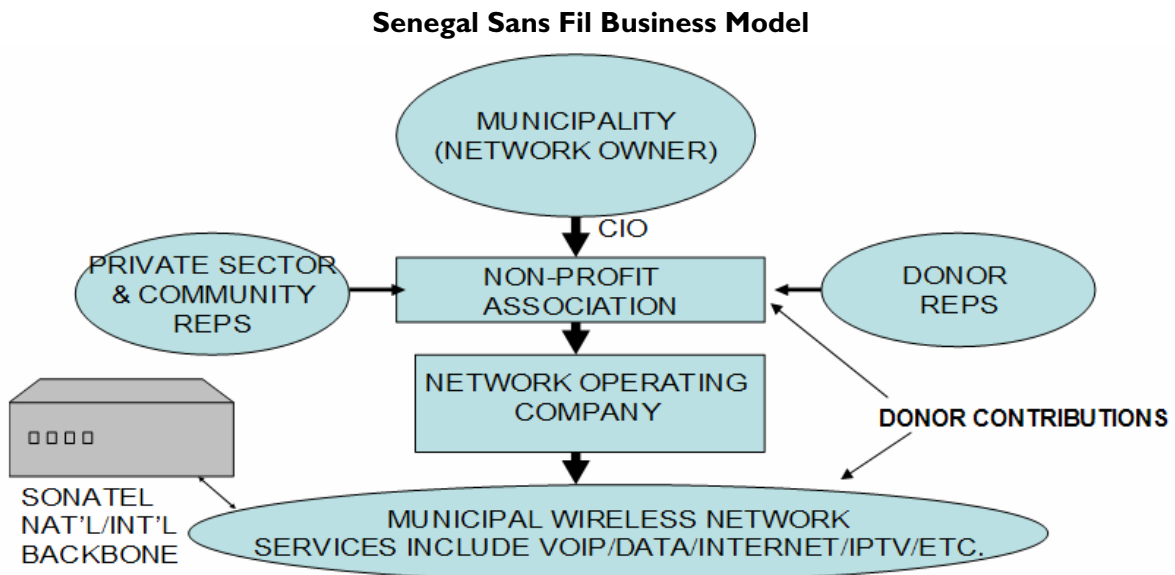 Senegal Sans Fil Business Model
MUNICIPALITY
(NETWORK OWNER)
CIO
PRIVATE SECTOR
& COMMUNITY
REPS
NON-PROFIT
ASSOCIATION
DONOR
REPS
NETWORK OPERATING
COMPANY
DONOR CONTRIBUTIONS
SONATEL
NAT'L/INT'L
BACKBONE
MUNICIPAL WIRELESS NETWORK
SERVICES INCLUDE VOIP/DATA/INTERNET/IPTV/ETC.